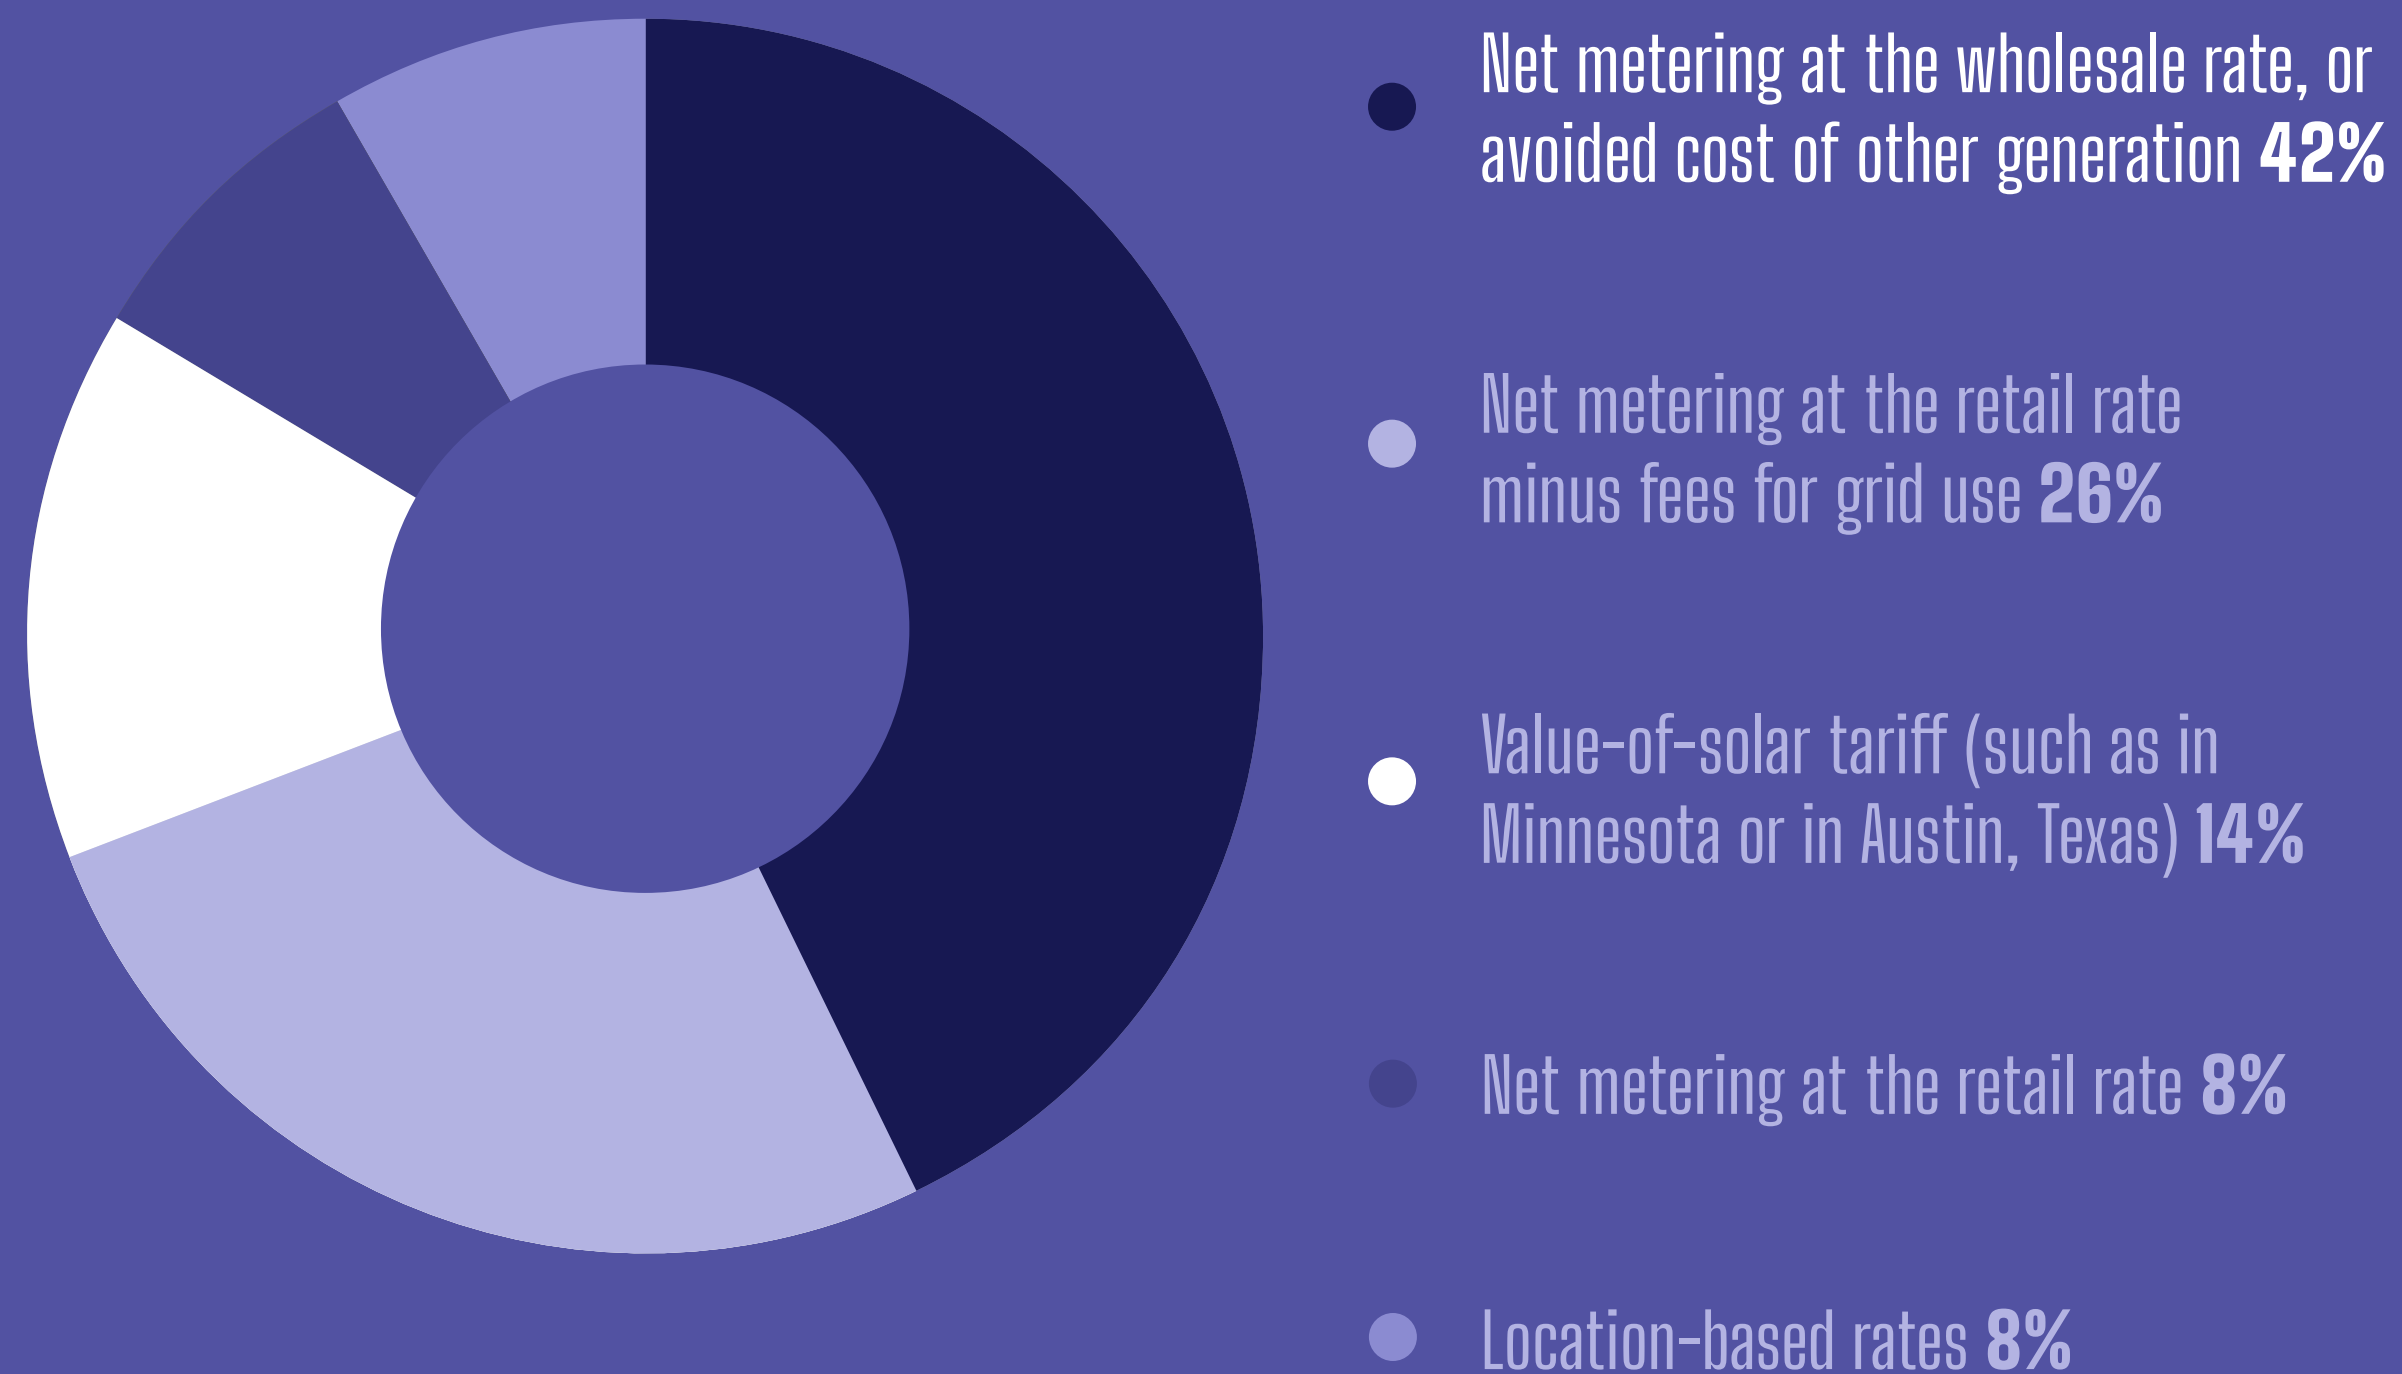 Net metering at the wholesale rate, or
avoided cost of other generation 42%
Net metering at the retail rate
minus fees for grid use 26%
Value-of-solar tariff (such as in
Minnesota or in Austin, Texas) 14%
Net metering at the retail rate 8%
Location-based rates 8%